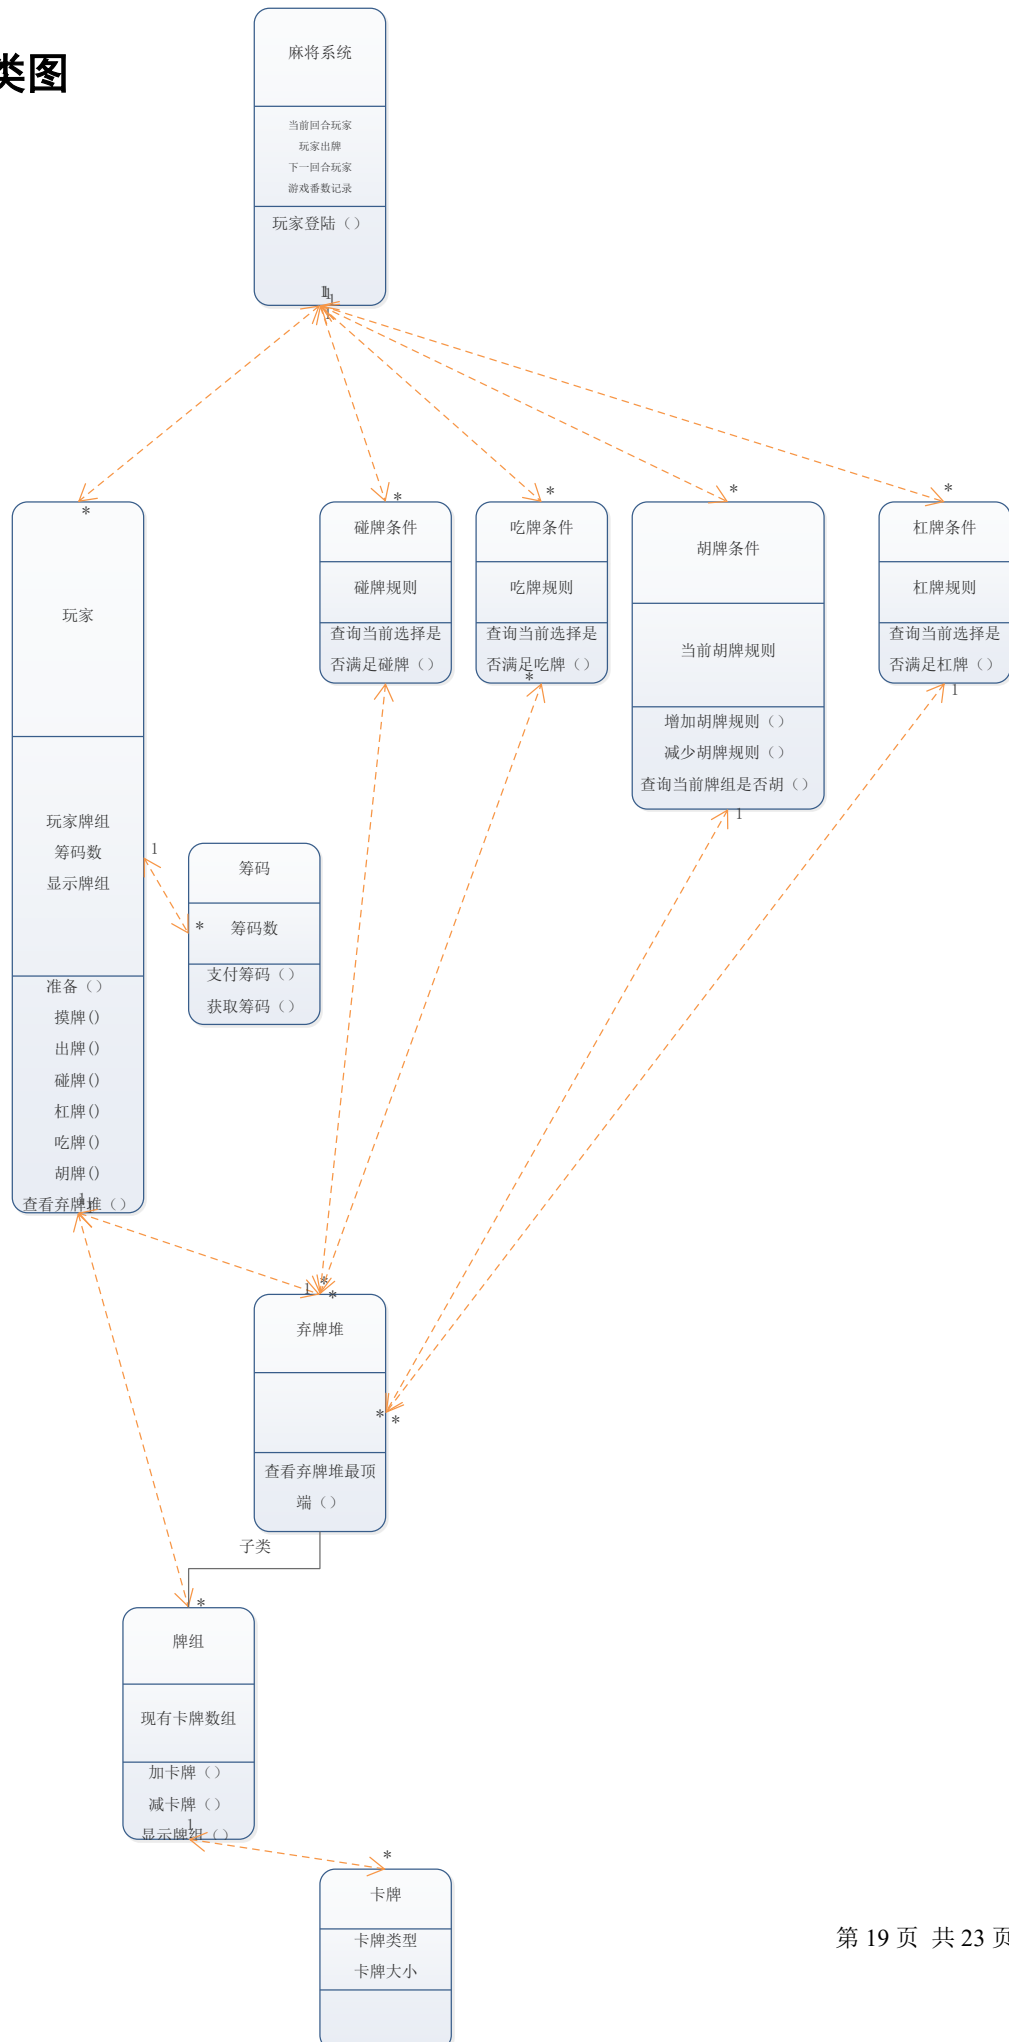 类图
麻将系统
当前回合玩家
玩家出牌
下一回合玩家
游戏番数记录
玩家登陆（）
1
1
1
1
*
*
*
*
*
玩家
玩家牌组
筹码数
显示牌组
准备（）
摸牌()
出牌()
碰牌()
杠牌()
吃牌()
胡牌()
查看弃牌堆（）
碰牌条件
碰牌规则
查询当前选择是
否满足碰牌（）
吃牌条件
吃牌规则
查询当前选择是
否满足吃牌（）
*
胡牌条件
当前胡牌规则
增加胡牌规则（）
减少胡牌规则（）
查询当前牌组是否胡（）
1
杠牌条件
杠牌规则
查询当前选择是
否满足杠牌（）
1
1
*
筹码
筹码数
支付筹码（）
获取筹码（）
1
1
1
*
*
弃牌堆
*
*
查看弃牌堆最顶
端（）
子类
*
牌组
现有卡牌数组
加卡牌（）
减卡牌（）
显示牌组（）
1
*
卡牌
卡牌类型
卡牌大小
第 19 页 共 23 页